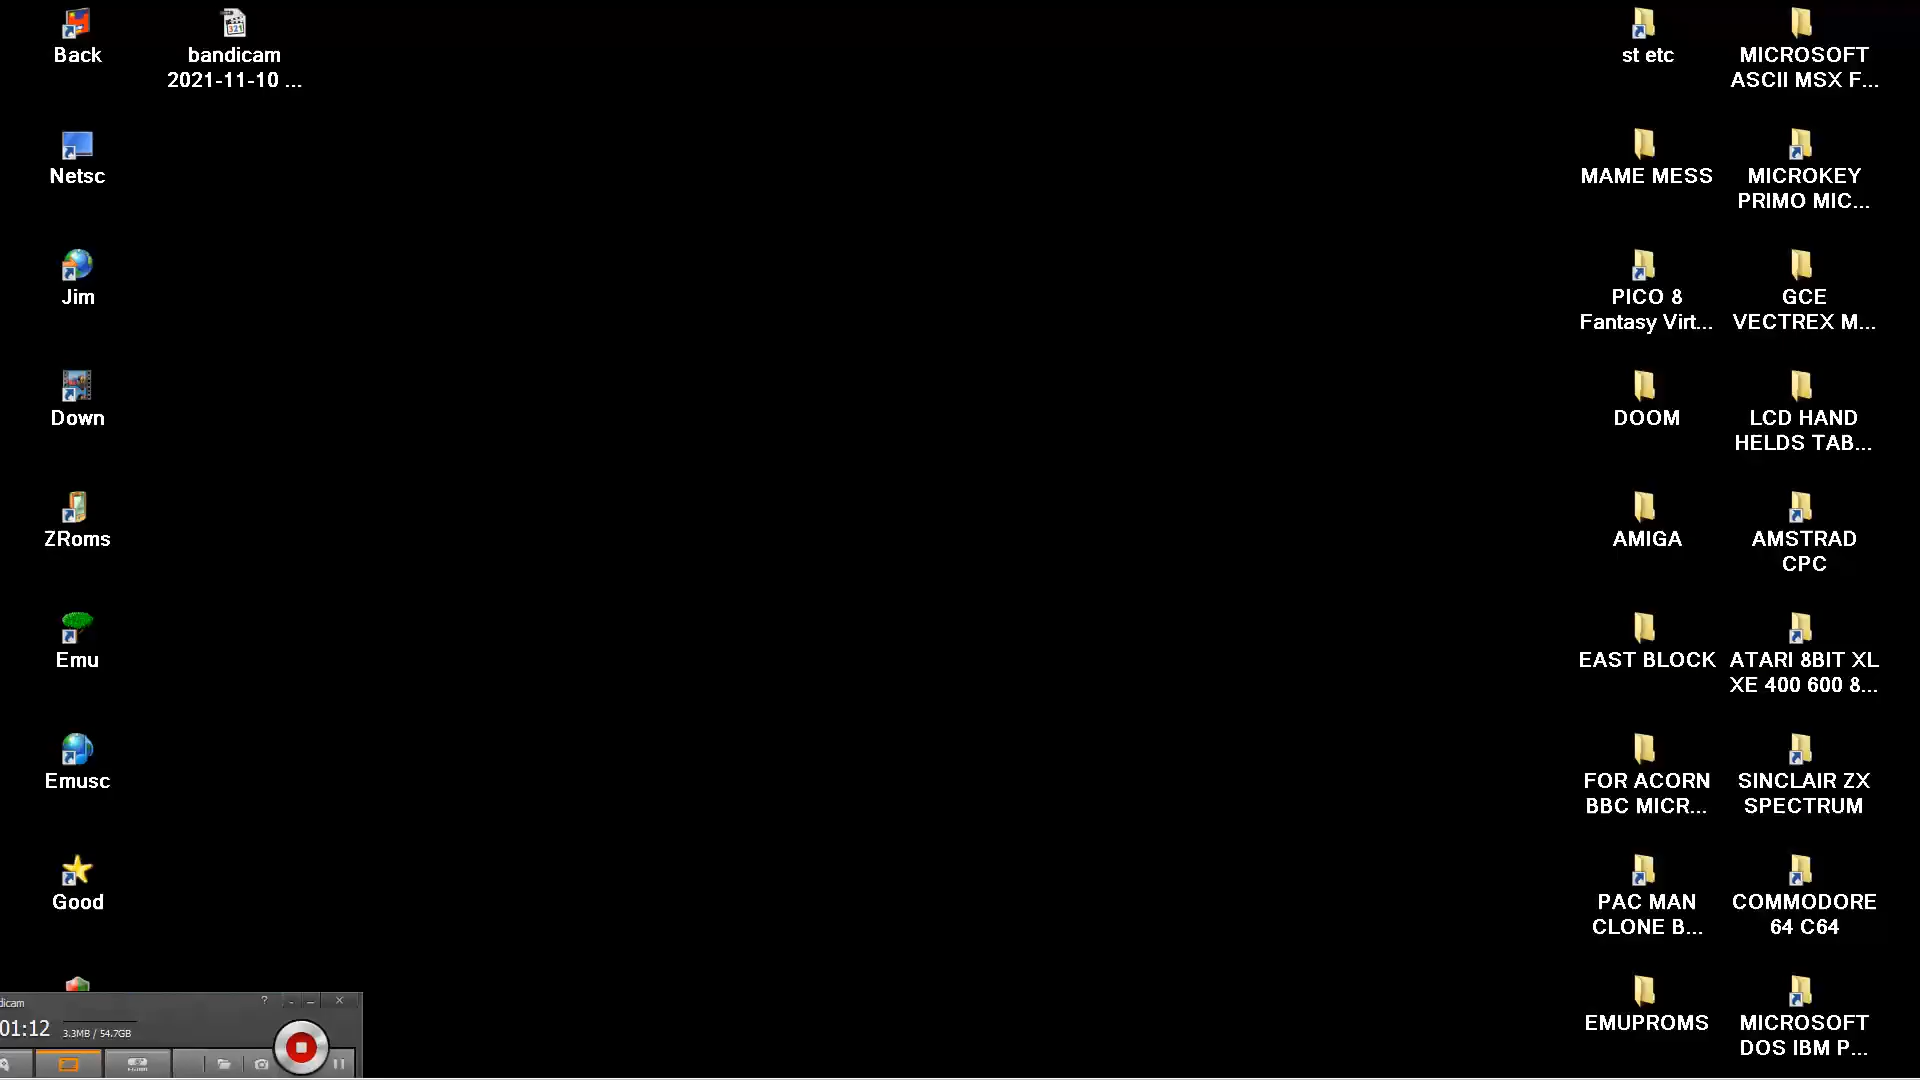 Back
bandicam
2021-11-10 ...
Netsc
Jim
Down
ZRoms
Emu
Emusc
Good
st etc
MICROSOFT
ASCII MSX F...
MAME MESS
MICROKEY
PRIMO MIC...
PICO 8
Fantasy Virt...
GCE
VECTREX M...
DOOM
LCD HAND
HELDS TAB...
AMIGA
AMSTRAD
CPC
EAST BLOCK
ATARI 8BIT XL
XE 400 600 8...
FOR ACORN
BBC MICR...
SINCLAIR ZX
SPECTRUM
PAC MAN
CLONE B...
COMMODORE
64 C64
EMUPROMS
MICROSOFT
DOS IBM P...
dicam
01:12
3.3MB / 54.7GB